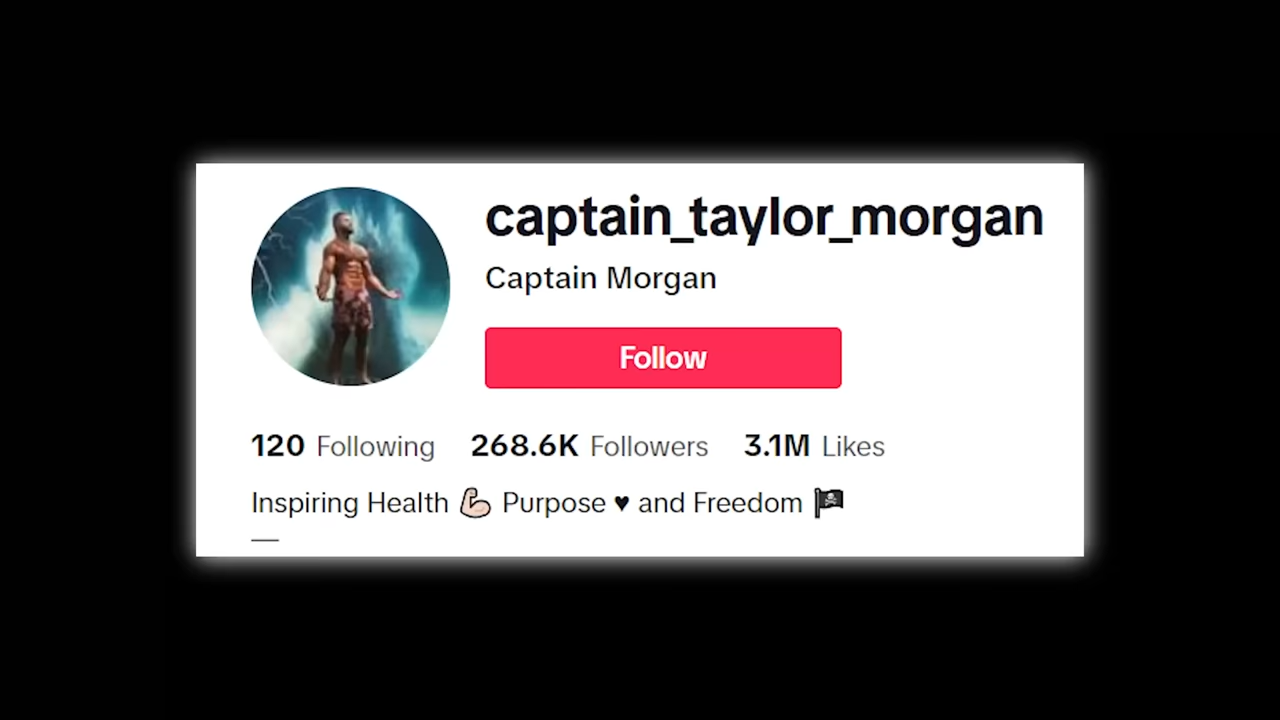 captain_taylor_morgan
Captain Morgan
Follow
120 Following 268.6K Followers 3.1M Likes
Inspiring Health 💪🏻 Purpose ♥ and Freedom 🏴‍☠️
—